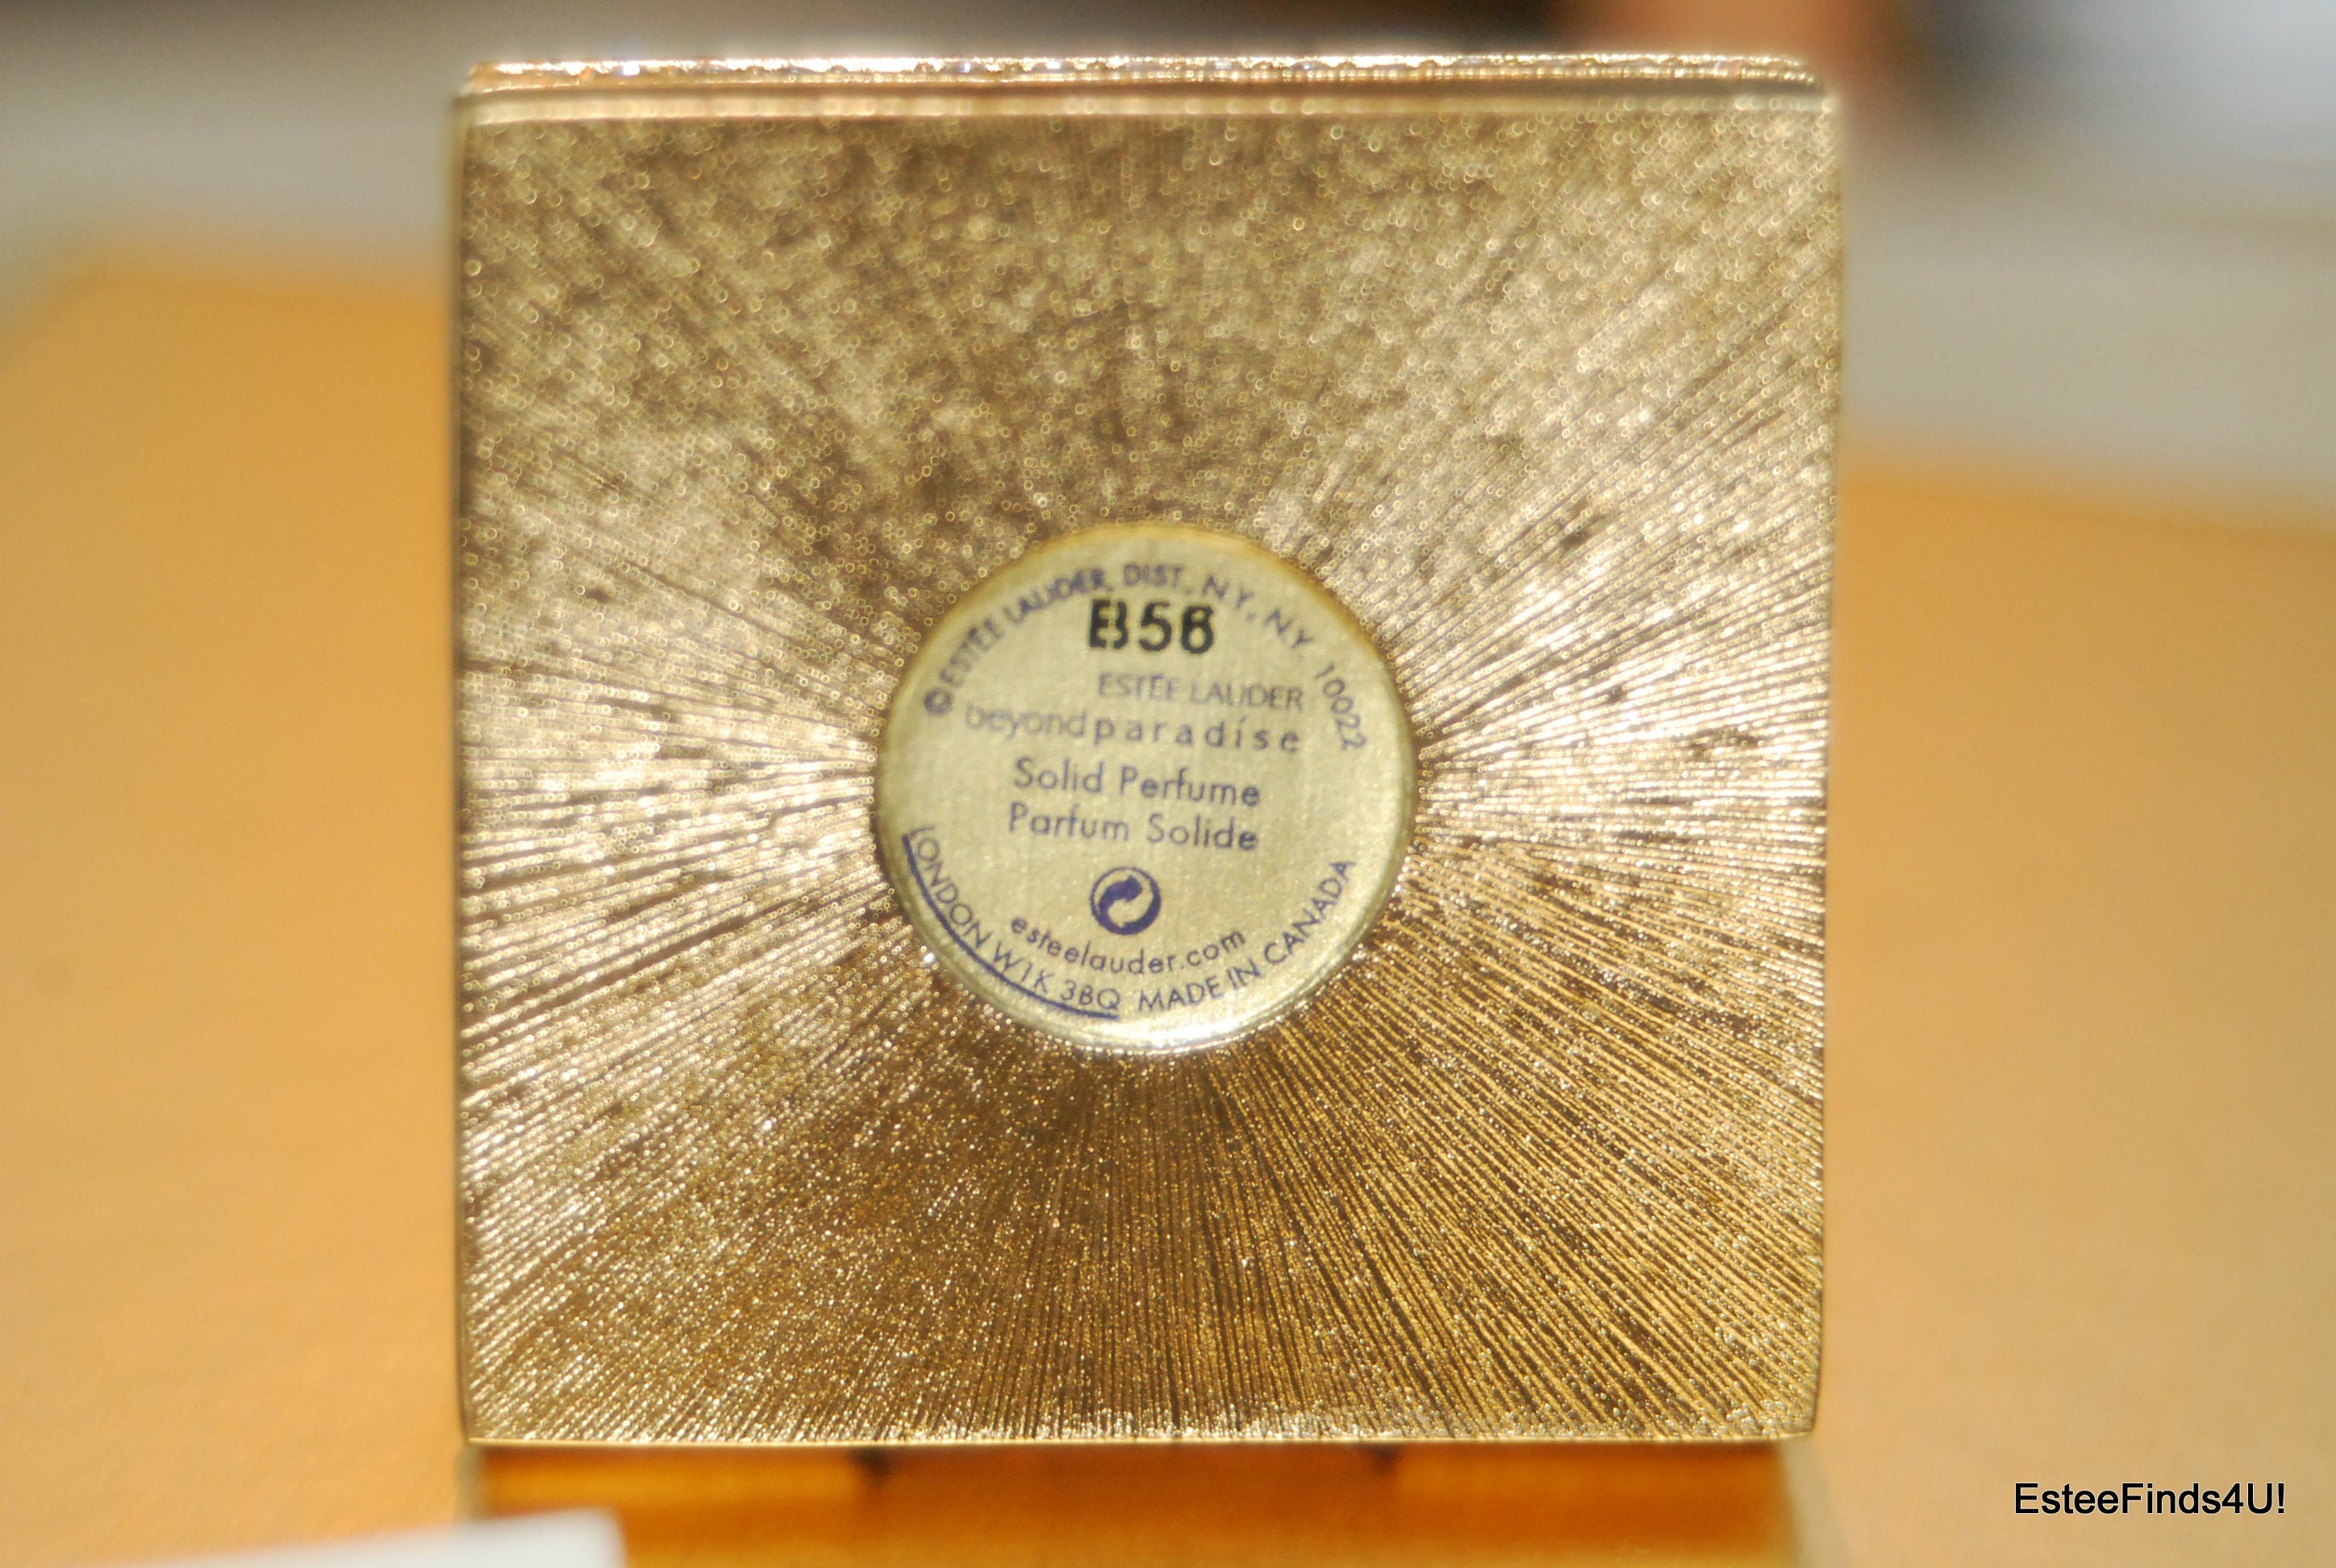 © ESTĒE LAUDER, DIST. NY, NY 10022
B56
ESTĒE LAUDER
beyondparadise
Solid Perfume
Parfum Solide
esteelauder.com
LONDON W1K 3BQ MADE IN CANADA
EsteeFinds4U!